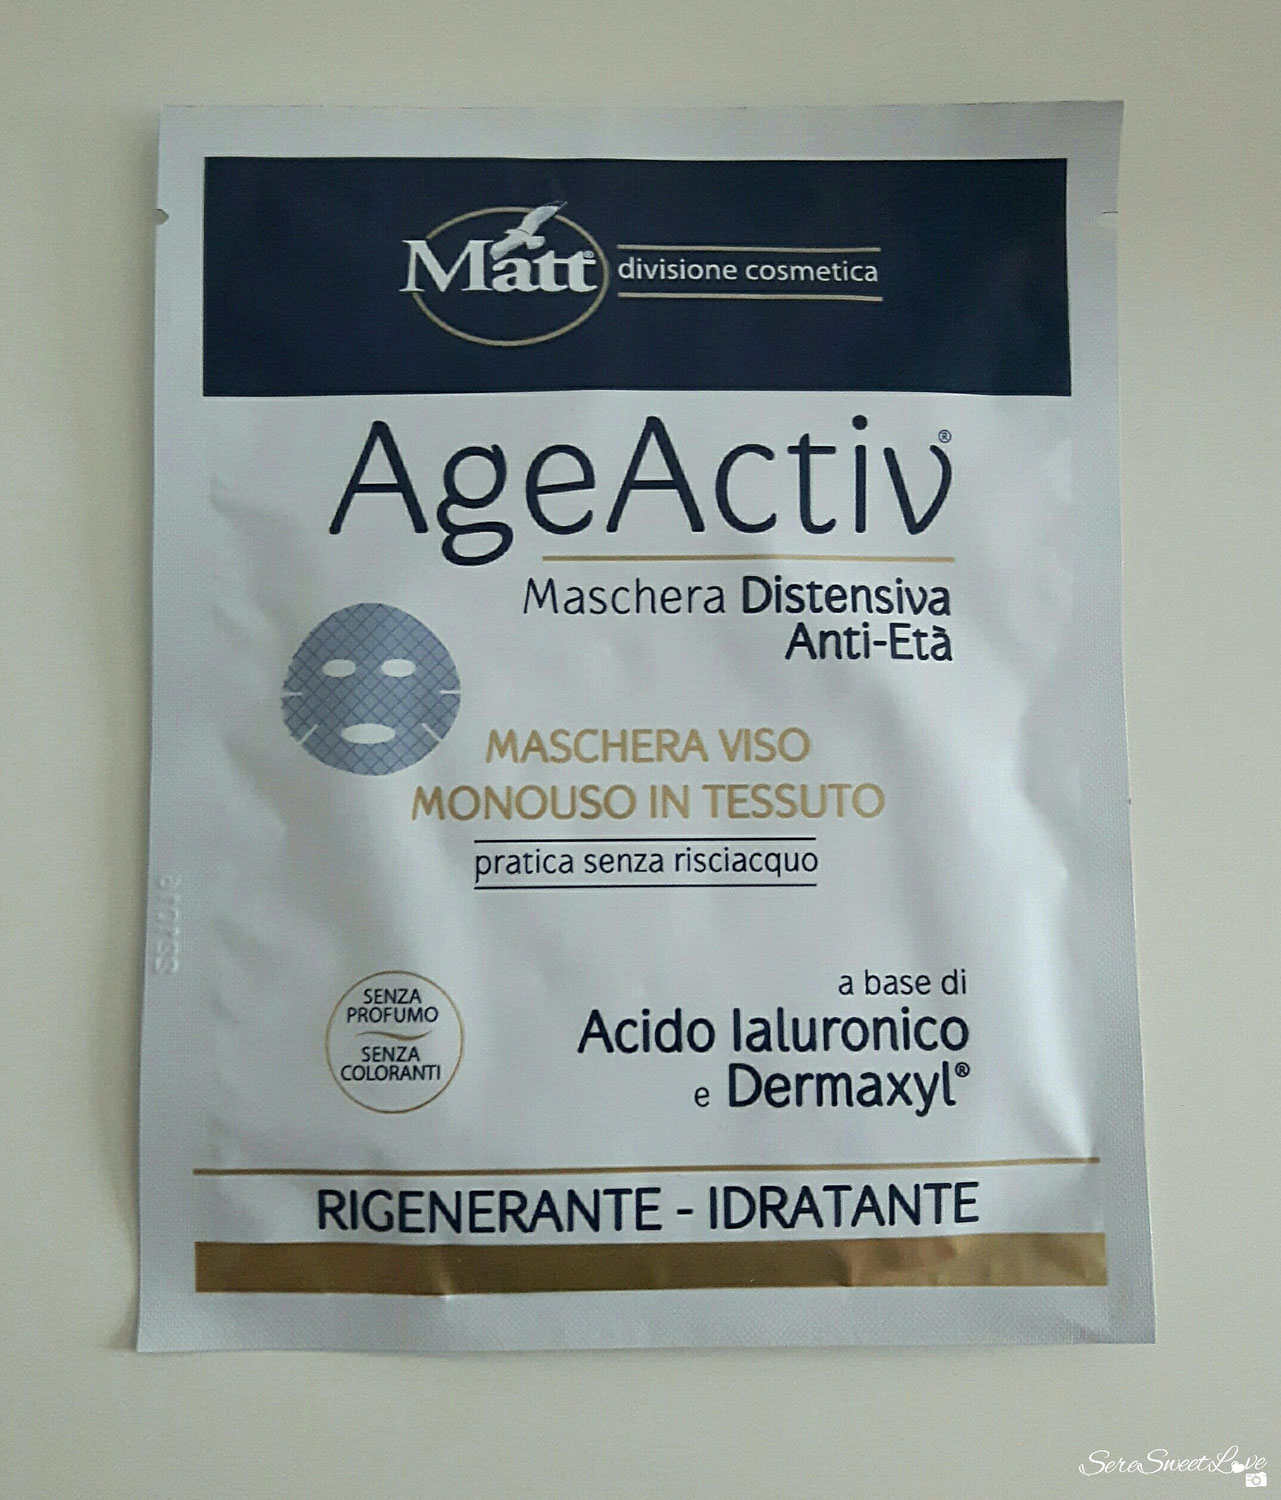 Matt® divisione cosmetica
AgeActiv®
Maschera Distensiva
Anti-Età
MASCHERA VISO
MONOUSO IN TESSUTO
pratica senza risciacquo
SENZA
PROFUMO
SENZA
COLORANTI
a base di
Acido Ialuronico
e Dermaxyl®
RIGENERANTE - IDRATANTE
SereSweetLove